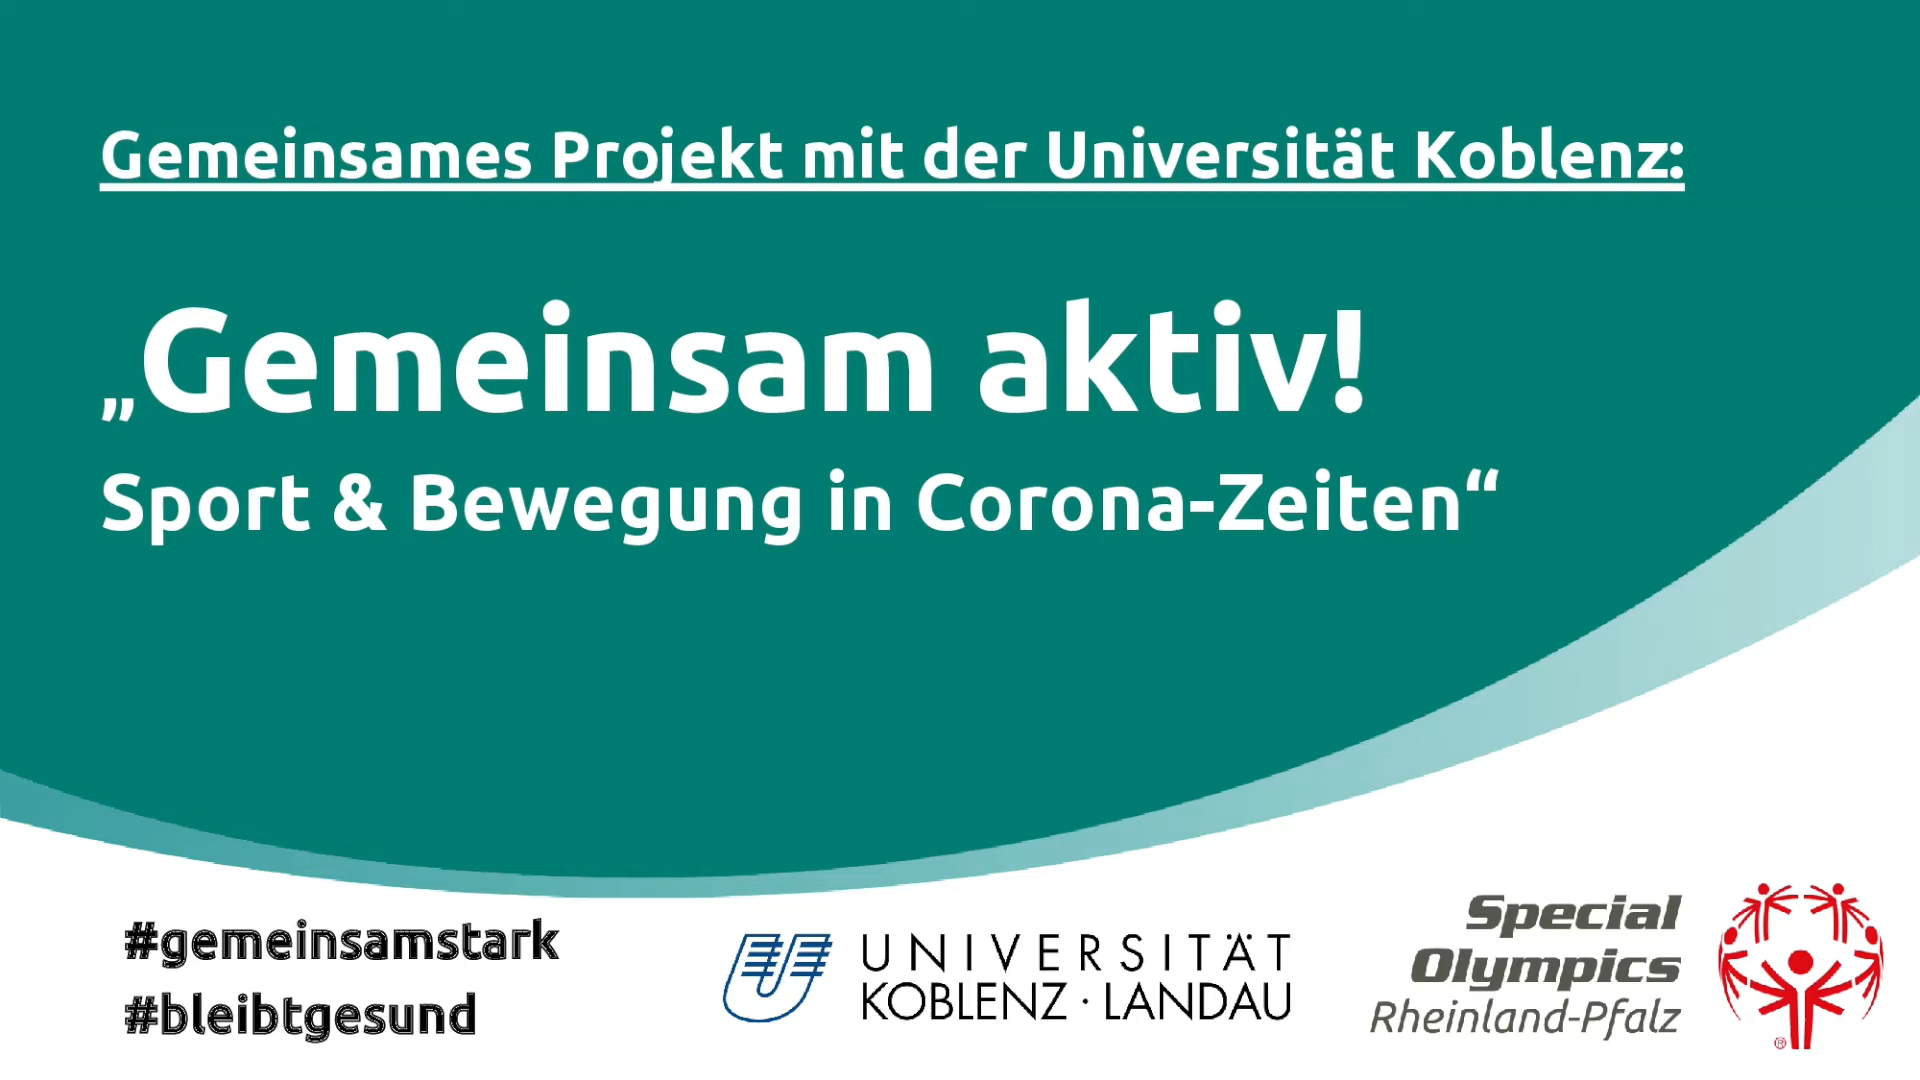 Gemeinsames Projekt mit der Universität Koblenz:
„Gemeinsam aktiv!
Sport & Bewegung in Corona-Zeiten“
#gemeinsamstark
#bleibtgesund
UNIVERSITÄT
KOBLENZ · LANDAU
Special
Olympics
Rheinland-Pfalz
®